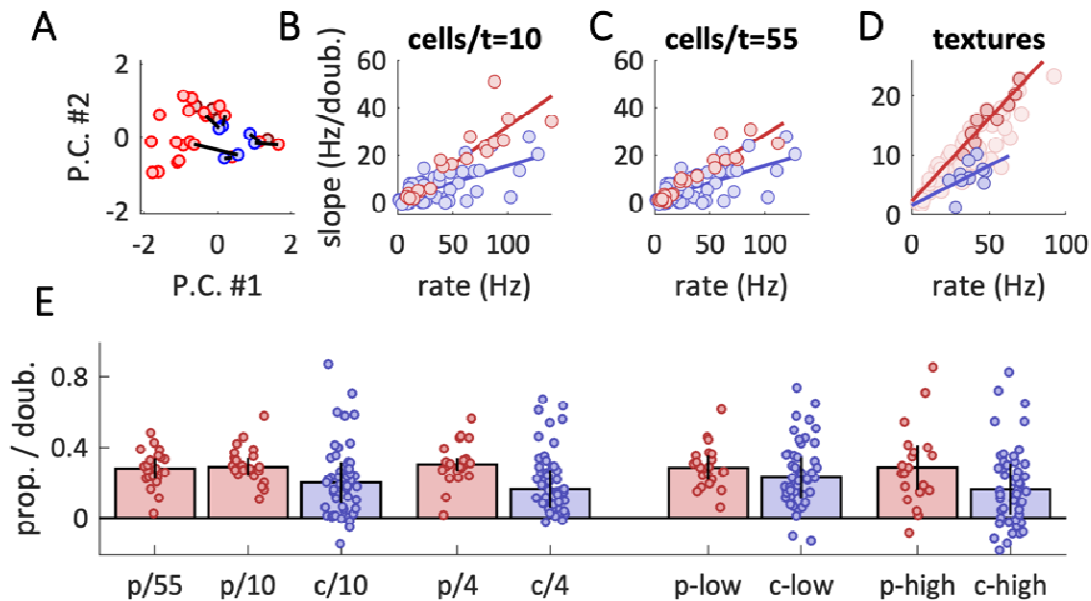 A
B
C
D
cells/t=10
cells/t=55
textures
P.C. #2
2
0
-2
-2
0
2
P.C. #1
slope (Hz/doub.)
60
40
20
0
0
50
100
rate (Hz)
60
40
20
0
0
50
100
rate (Hz)
20
10
0
0
50
100
rate (Hz)
E
prop. / doub.
0.8
0.4
0
p/55
p/10
c/10
p/4
c/4
p-low
c-low
p-high
c-high